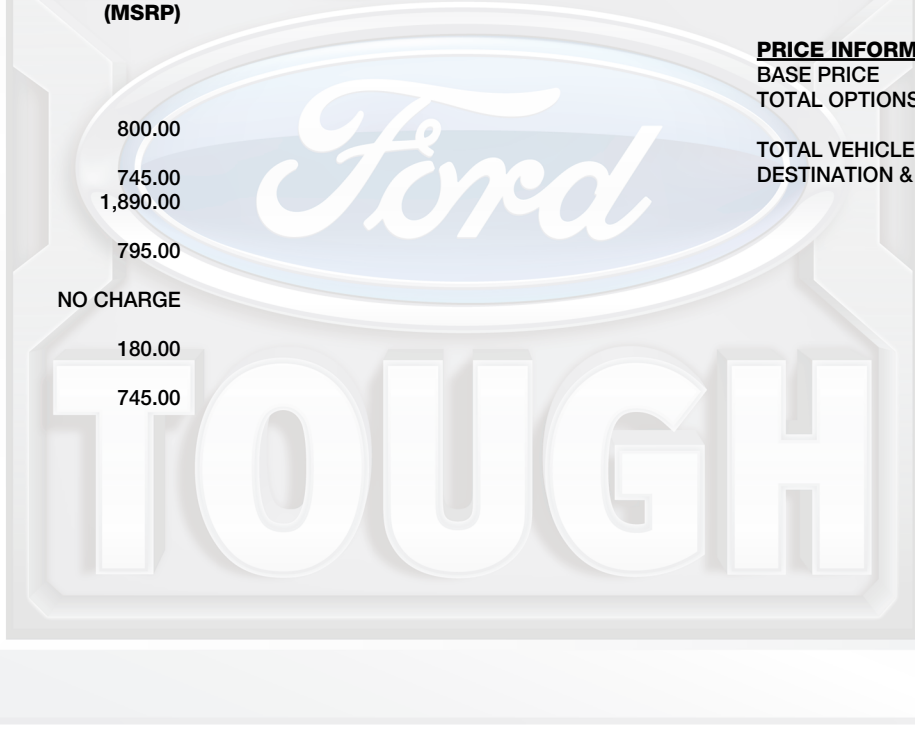 (MSRP)
PRICE INFORM
BASE PRICE
TOTAL OPTIONS
800.00
TOTAL VEHICLE
745.00
DESTINATION &
1,890.00
795.00
NO CHARGE
180.00
745.00
Ford
TOUGH